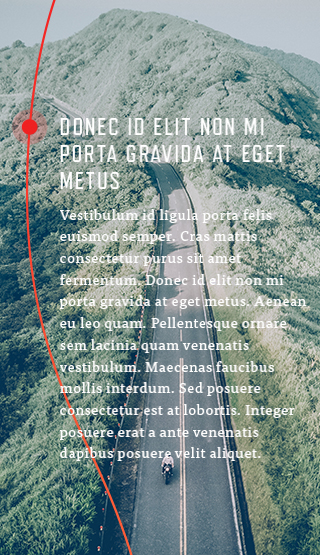 DONEC ID ELIT NON MI
PORTA GRAVIDA AT EGET
METUS
Vestibulum id ligula porta felis
euismod semper. Cras mattis
consectetur purus sit amet
fermentum. Donec id elit non mi
porta gravida at eget metus. Aenean
eu leo quam. Pellentesque ornare
sem lacinia quam venenatis
vestibulum. Maecenas faucibus
mollis interdum. Sed posuere
consectetur est at lobortis. Integer
posuere erat a ante venenatis
dapibus posuere velit aliquet.